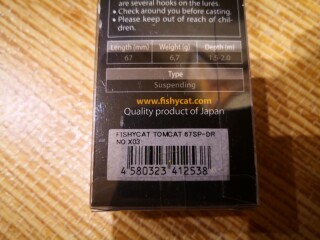 are several hooks on the lures.
• Check around you before casting.
• Please keep out of reach of chil-
dren.
Length (mm) Weight (g) Depth (m)
67 6.7 1.5-2.0
Type
Suspending
www.fishycat.com
Quality product of Japan
FISHYCAT TOMCAT 67SP-DR
NO.X03
4 580323 412538